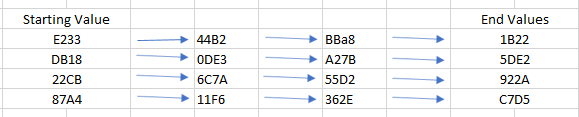 Starting Value End Values
E233 44B2 BBa8 1B22
DB18 0DE3 A27B 5DE2
22CB 6C7A 55D2 922A
87A4 11F6 362E C7D5